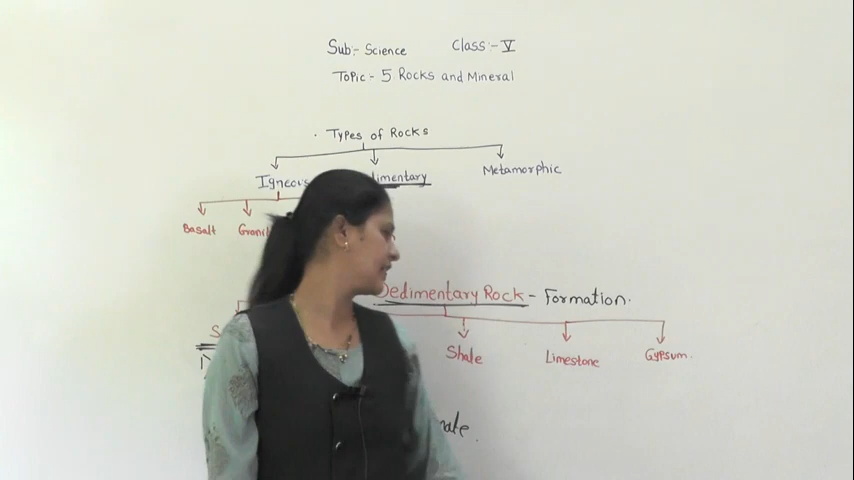 Sub:- Science Class:- V
Topic - 5 Rocks and Mineral
. Types of Rocks
Igneous Metamorphic
Basalt
Sedimentary Rock - Formation.
Shale Limestone Gypsum.